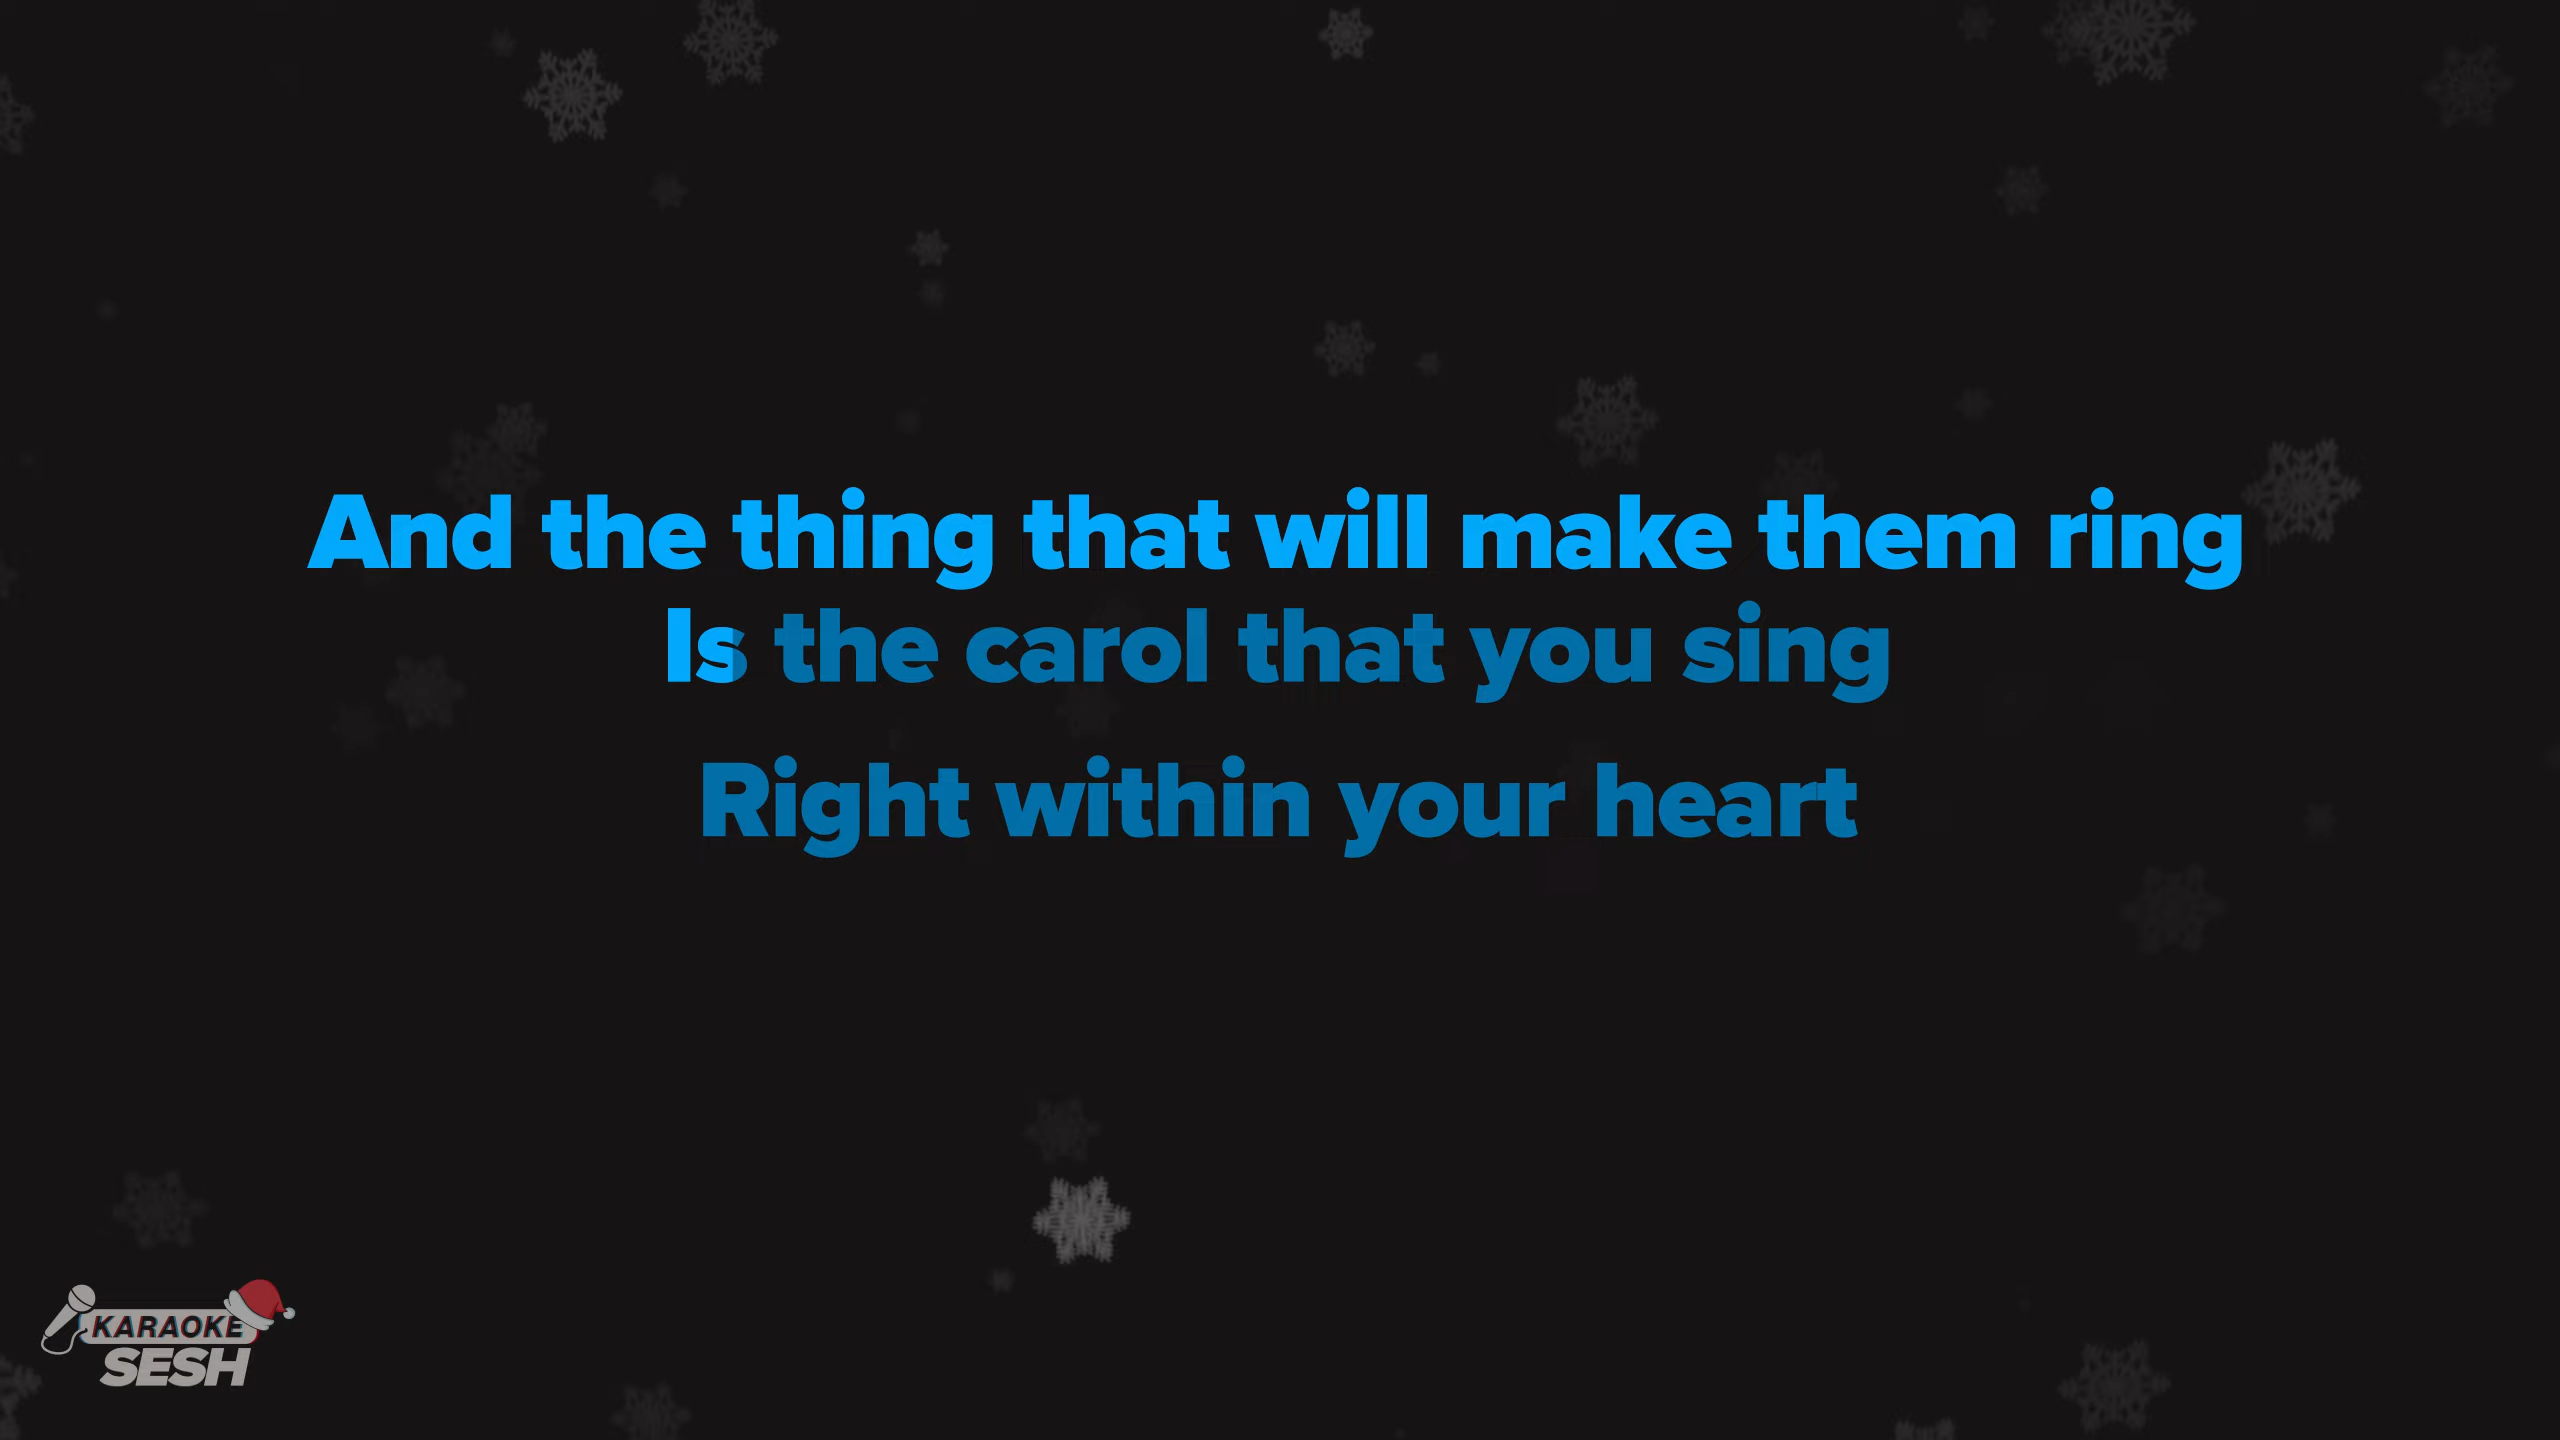 And the thing that will make them ring
Is the carol that you sing
Right within your heart
KARAOKE
SESH